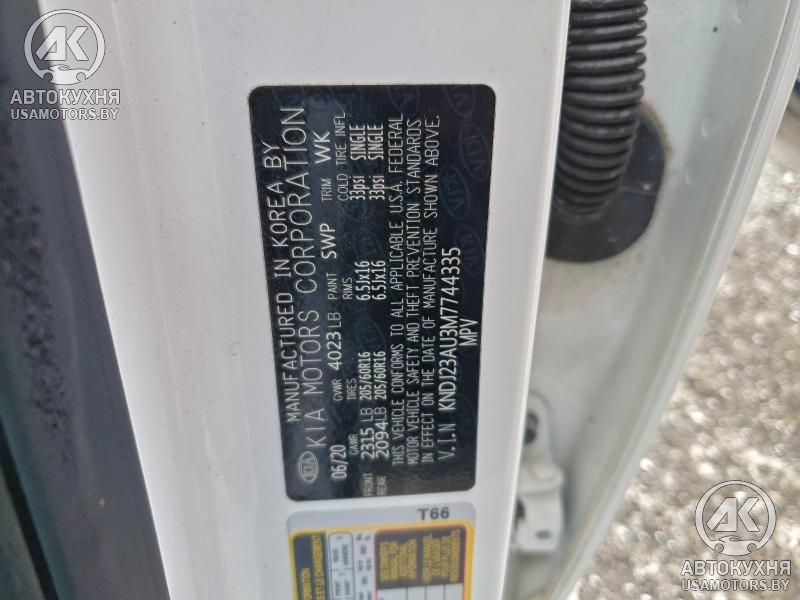 АВТОКУХНЯ
USAMOTORS.BY
MANUFACTURED IN KOREA BY
KIA KIA MOTORS CORPORATION
06/20 GVWR 4023 LB PAINT SWP TRIM WK
GAWR TIRES RIMS COLD TIRE INFL
FRONT 2315 LB 205/60R16 6.5Jx16 33psi SINGLE
REAR 2094 LB 205/60R16 6.5Jx16 33psi SINGLE
THIS VEHICLE CONFORMS TO ALL APPLICABLE U.S.A. FEDERAL
MOTOR VEHICLE SAFETY AND THEFT PREVENTION STANDARDS
IN EFFECT ON THE DATE OF MANUFACTURE SHOWN ABOVE.
V.I.N KNDJ23AU3M7744335
MPV
T66
АВТОКУХНЯ
USAMOTORS.BY